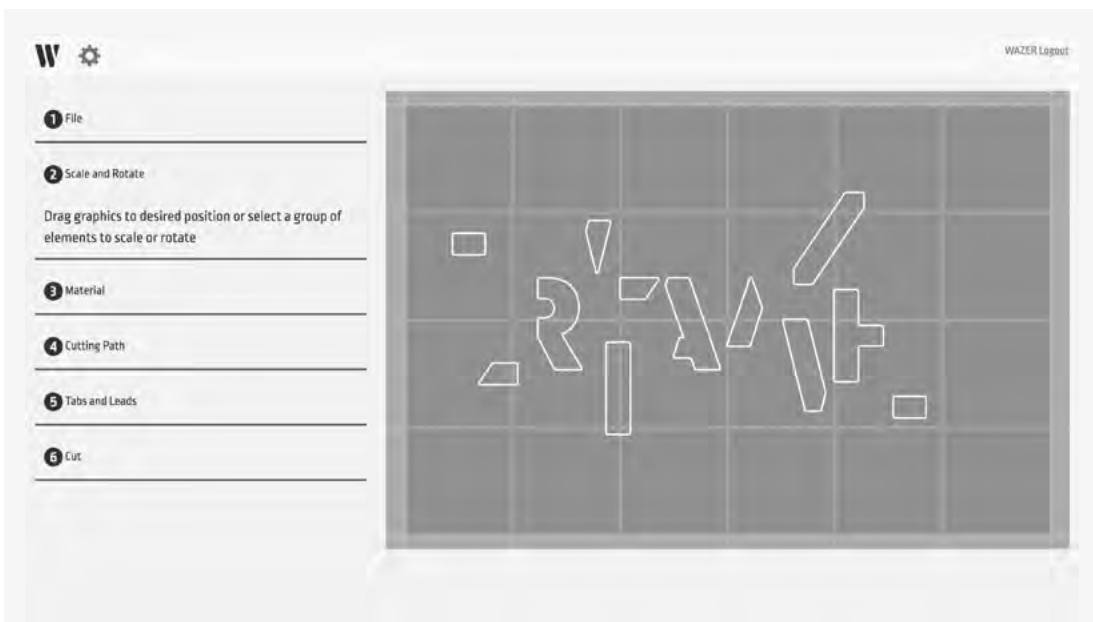 W
WAZER Logout
1 File
2 Scale and Rotate
Drag graphics to desired position or select a group of
elements to scale or rotate
3 Material
4 Cutting Path
5 Tabs and Leads
6 Cut